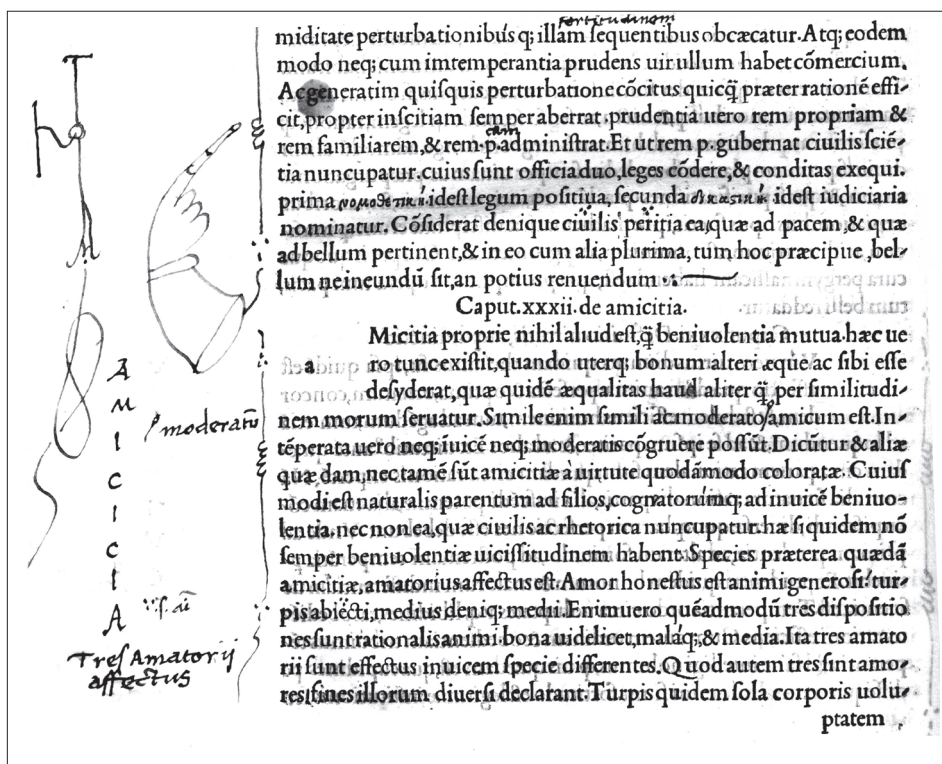 fortitudinem
miditate perturbationibus q; illam ſequentibus obcæcatur. Atq; eodem
modo neq; cum imtemperantia prudens uir ullum habet cõmercium.
Ac generatim quiſquis perturbatione cõcitus quicq̃ præter rationẽ effi-
cit, propter inſcitiam ſemper aberrat. prudentia uero rem propriam &
cum
rem familiarem, & rem .p. adminiſtrat. Et ut rem p. gubernat ciuilis ſciẽ-
tia nuncupatur. cuius ſunt officia duo, leges cõdere, & conditas exequi.
prima νομοθετικὴ ideſt legum poſitiua, ſecunda δικαστικὴ ideſt iudiciaria
nominatur. Cõſiderat denique ciuilis peritia ea, quæ ad pacem, & quæ
ad bellum pertinent, & in eo cum alia plurima, tum hoc præcipue, bel-
lum ne ineundũ ſit, an potius renuendum
Caput. xxxii. de amicitia.
Micitia proprie nihil aliud eſt, q̃ beniuolentia mutua. hæc ue
a ro tunc exiſtit, quando uterq; bonum alteri æque ac ſibi eſſe
deſyderat, quæ quidẽ æqualitas haud aliter q̃, per ſimilitudi-
nem morum ſeruatur. Simile enim ſimili ac moderato/amicum eſt. In-
tẽperata uero neq; iuicẽ neq; moderatis cõgruere poſſũt. Dicũtur & aliæ
quædam, nec tamẽ ſũt amicitiæ à uirtute quodãmodo coloratæ. Cuiuſ
modi eſt naturalis parentum ad filios, cognatorumq; ad inuicẽ beniuo-
lentia. nec non ea, quæ ciuilis ac rhetorica nuncupatur. hæ ſiquidem nõ
ſemper beniuolentiæ uiciſſitudinem habent. Species præterea quædã
amicitiæ, amatorius affectus eſt. Amor honeſtus eſt animi generoſi: tur-
pis abiecti, medius deniq; medii. Enimuero quẽadmodũ tres diſpoſitio
nes ſunt rationalis animi. bona uidelicet, malaq;, & media. Ita tres amato
rii ſunt effectus inuicem ſpecie differentes. Quod autem tres ſint amo-
res, fines illorum diuerſi declarant. Turpis quidem ſola corporis uolu-
ptatem
/moderatũ
A
M
I
C
I
C
I
A
Treſ Amatorij
affectus